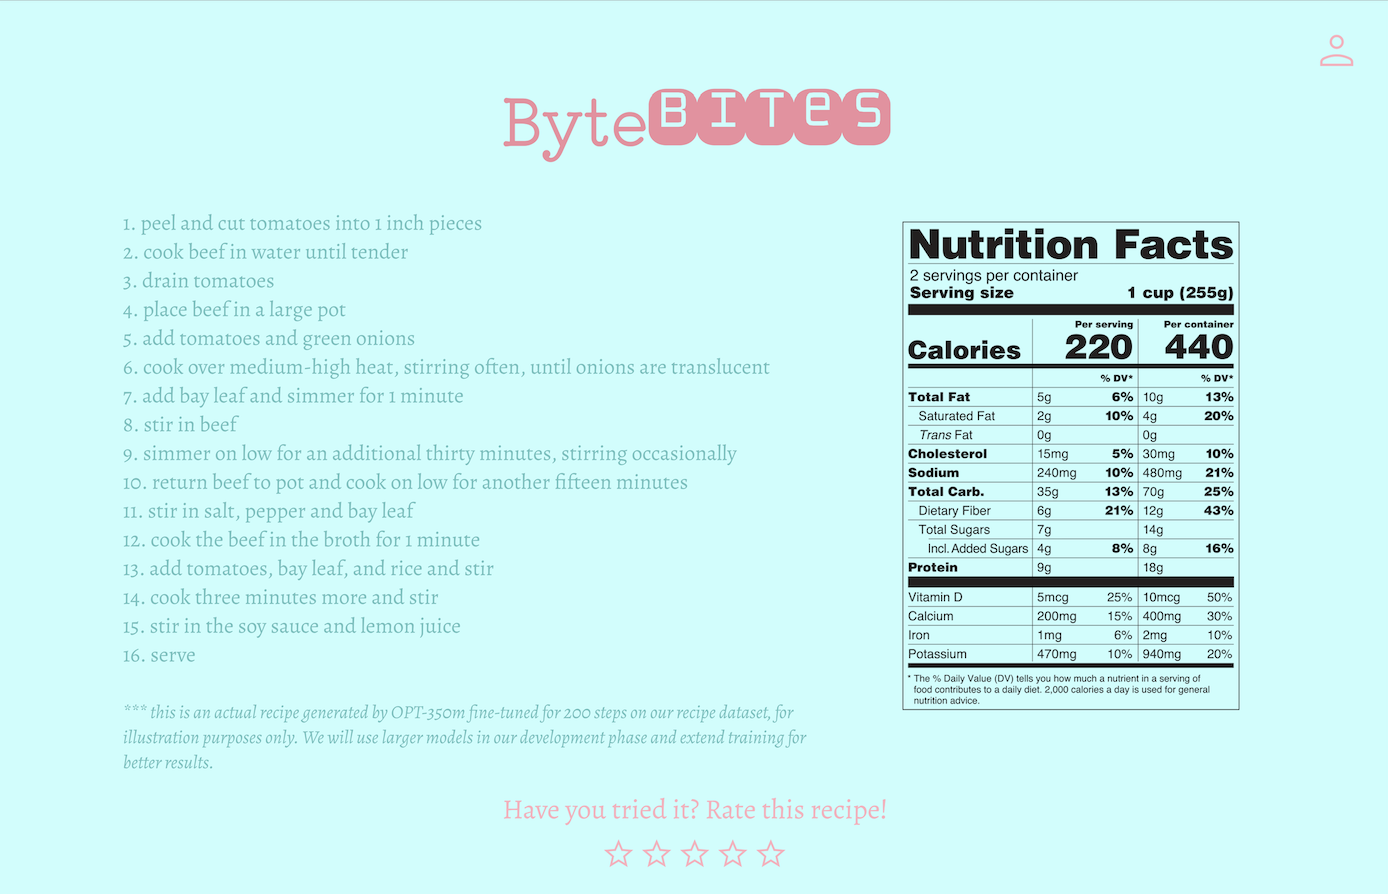 Byte BITes
1. peel and cut tomatoes into 1 inch pieces
2. cook beef in water until tender
3. drain tomatoes
4. place beef in a large pot
5. add tomatoes and green onions
6. cook over medium-high heat, stirring often, until onions are translucent
7. add bay leaf and simmer for 1 minute
8. stir in beef
9. simmer on low for an additional thirty minutes, stirring occasionally
10. return beef to pot and cook on low for another fifteen minutes
11. stir in salt, pepper and bay leaf
12. cook the beef in the broth for 1 minute
13. add tomatoes, bay leaf, and rice and stir
14. cook three minutes more and stir
15. stir in the soy sauce and lemon juice
16. serve
*** this is an actual recipe generated by OPT-350m fine-tuned for 200 steps on our recipe dataset, for
illustration purposes only. We will use larger models in our development phase and extend training for
better results.
Nutrition Facts
2 servings per container
Serving size 1 cup (255g)
Per serving Per container
Calories 220 440
% DV* % DV*
Total Fat 5g 6% 10g 13%
Saturated Fat 2g 10% 4g 20%
Trans Fat 0g 0g
Cholesterol 15mg 5% 30mg 10%
Sodium 240mg 10% 480mg 21%
Total Carb. 35g 13% 70g 25%
Dietary Fiber 6g 21% 12g 43%
Total Sugars 7g 14g
Incl. Added Sugars 4g 8% 8g 16%
Protein 9g 18g
Vitamin D 5mcg 25% 10mcg 50%
Calcium 200mg 15% 400mg 30%
Iron 1mg 6% 2mg 10%
Potassium 470mg 10% 940mg 20%
* The % Daily Value (DV) tells you how much a nutrient in a serving of
food contributes to a daily diet. 2,000 calories a day is used for general
nutrition advice.
Have you tried it? Rate this recipe!